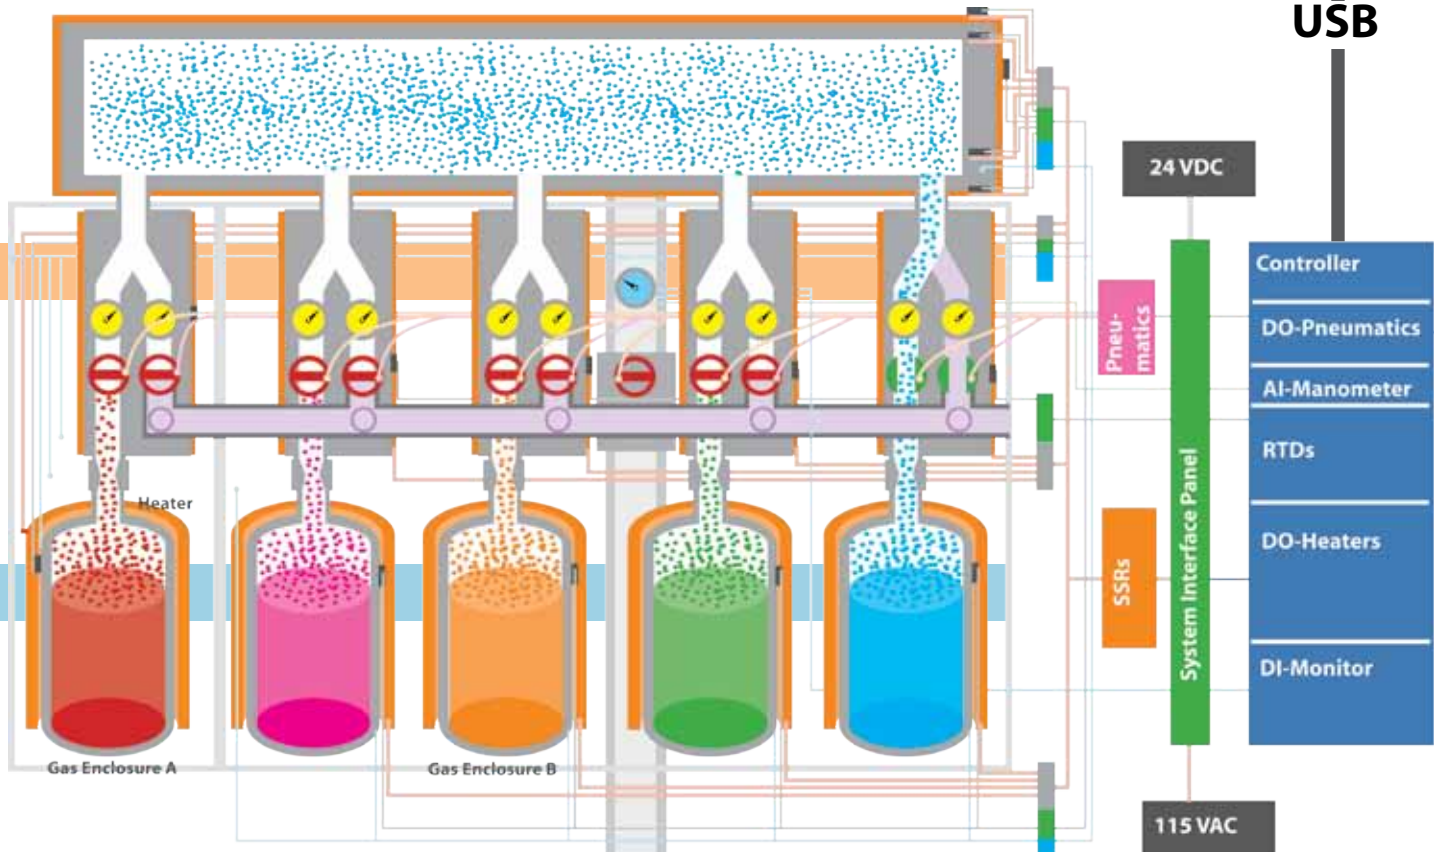 USB
24 VDC
Controller
Pneu-
matics
DO-Pneumatics
AI-Manometer
RTDs
System Interface Panel
Heater
SSRs
DO-Heaters
DI-Monitor
Gas Enclosure A
Gas Enclosure B
115 VAC